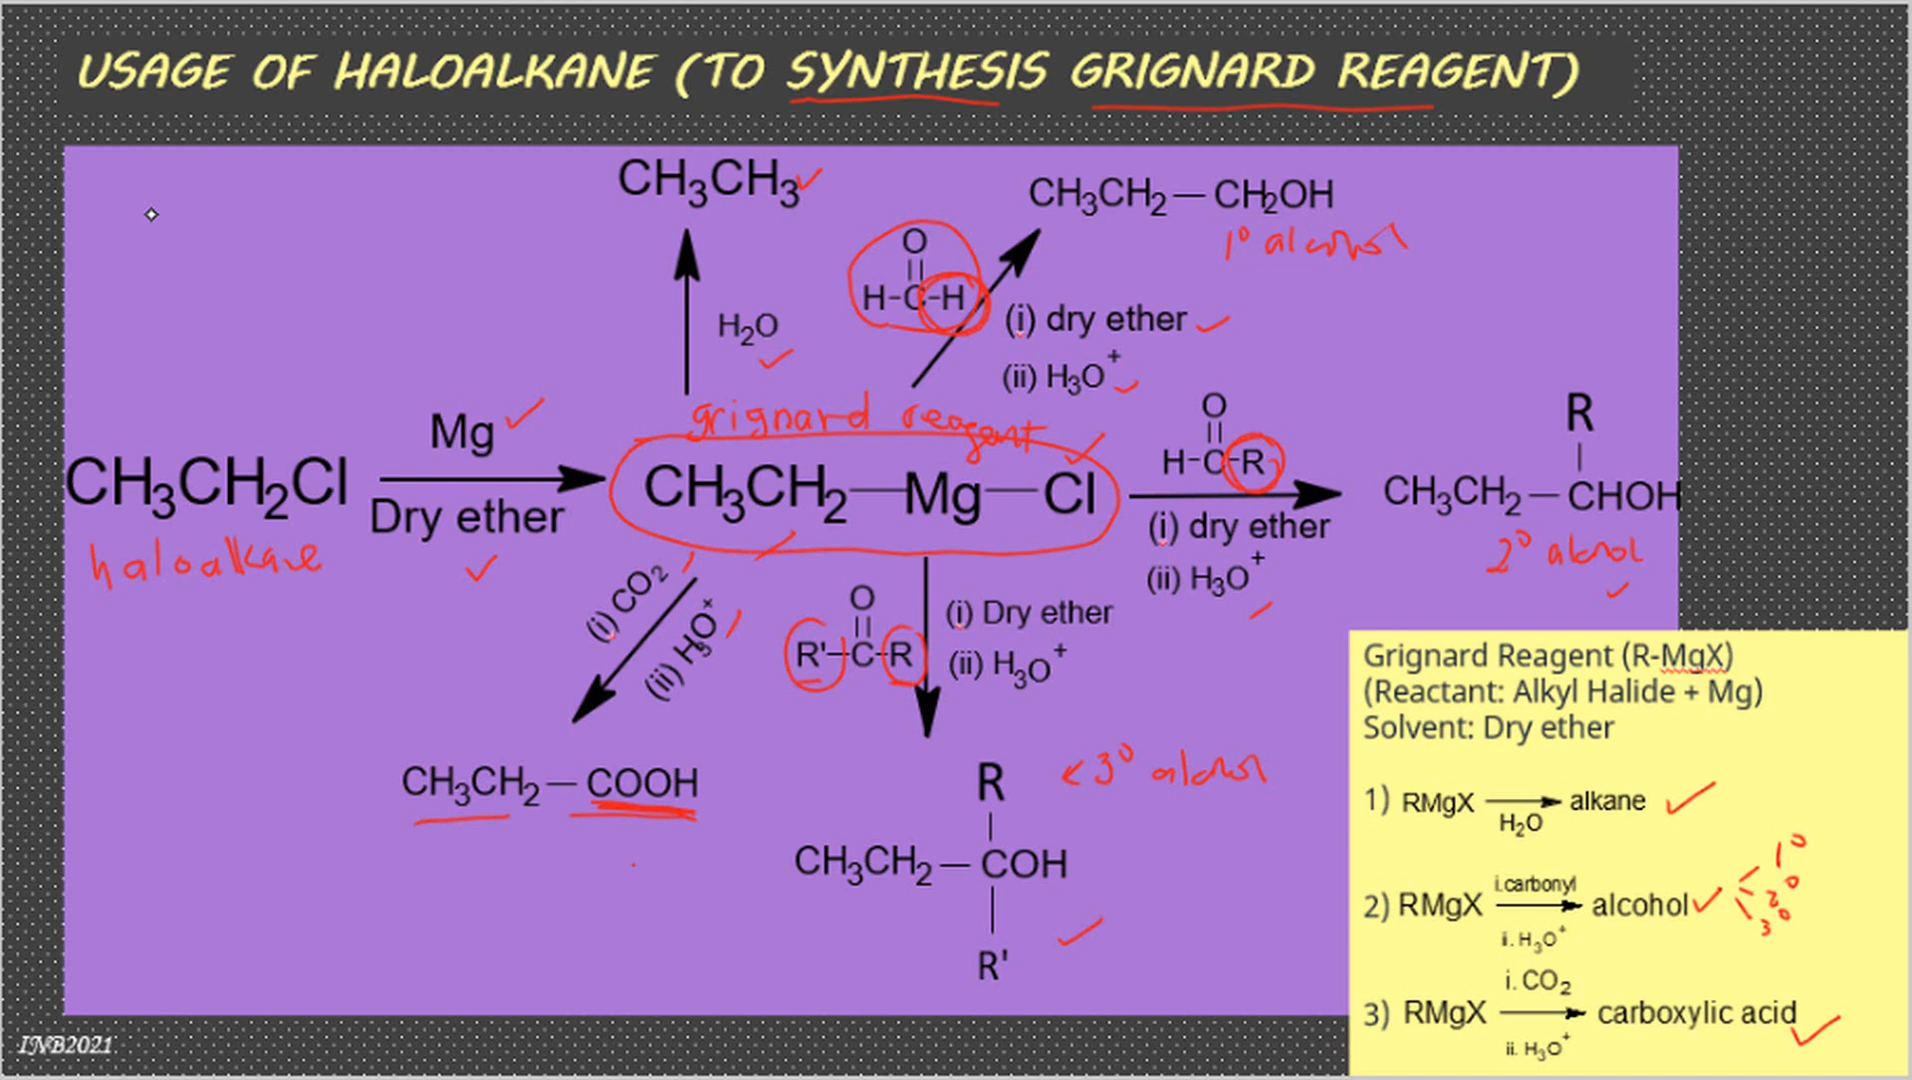 USAGE OF HALOALKANE (TO SYNTHESIS GRIGNARD REAGENT)
CH₃CH₃
CH₃CH₂—CH₂OH
1° alcohol
O
||
H-C-H
(i) dry ether
(ii) H₃O⁺
H₂O
grignard reagent
Mg
CH₃CH₂Cl
Dry ether
haloalkane
CH₃CH₂—Mg—Cl
O
||
H-C-R
(i) dry ether
(ii) H₃O⁺
R
|
CH₃CH₂—CHOH
2° alcohol
(i) CO₂
(ii) H₃O⁺
O
||
R'-C-R
(i) Dry ether
(ii) H₃O⁺
CH₃CH₂—COOH
R
|
CH₃CH₂—COH
|
R'
<3° alcohol
Grignard Reagent (R-MgX)
(Reactant: Alkyl Halide + Mg)
Solvent: Dry ether
1) RMgX → alkane
H₂O
i.carbonyl
2) RMgX → alcohol
ii. H₃O⁺
1°
2°
3°
i. CO₂
3) RMgX → carboxylic acid
ii. H₃O⁺
INB2021